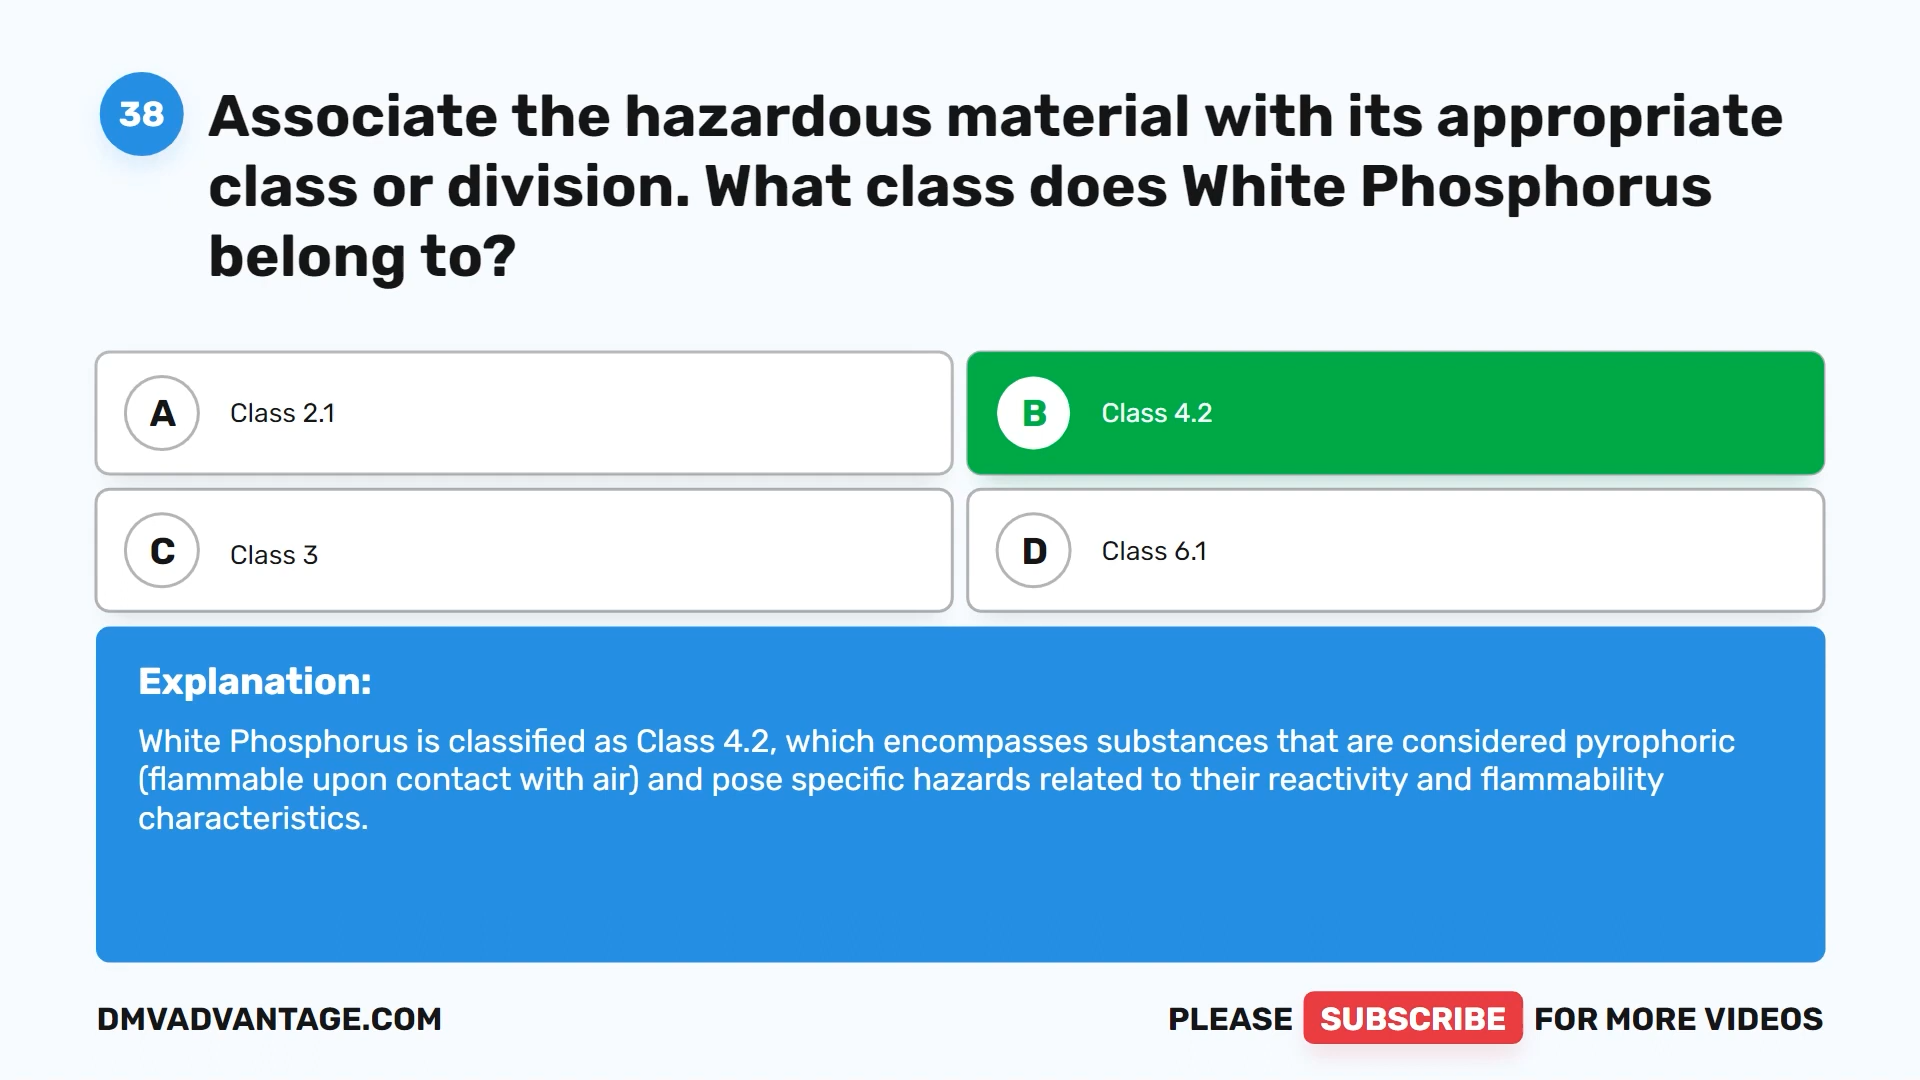 38
Associate the hazardous material with its appropriate
class or division. What class does White Phosphorus
belong to?
A
Class 2.1
B
Class 4.2
C
Class 3
D
Class 6.1
Explanation:
White Phosphorus is classified as Class 4.2, which encompasses substances that are considered pyrophoric
(flammable upon contact with air) and pose specific hazards related to their reactivity and flammability
characteristics.
DMVADVANTAGE.COM
PLEASE SUBSCRIBE FOR MORE VIDEOS